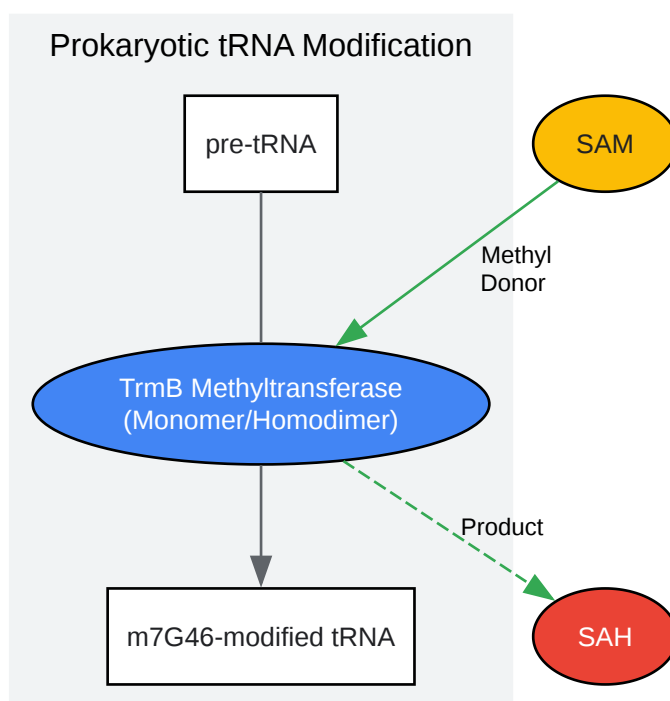 Prokaryotic tRNA Modification
pre-tRNA
SAM
Methyl
Donor
TrmB Methyltransferase
(Monomer/Homodimer)
Product
m7G46-modified tRNA
SAH